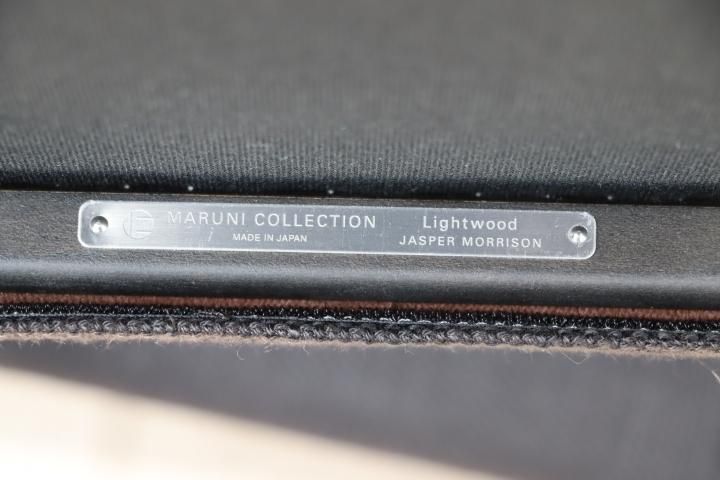 MARUNI COLLECTION Lightwood
MADE IN JAPAN JASPER MORRISON